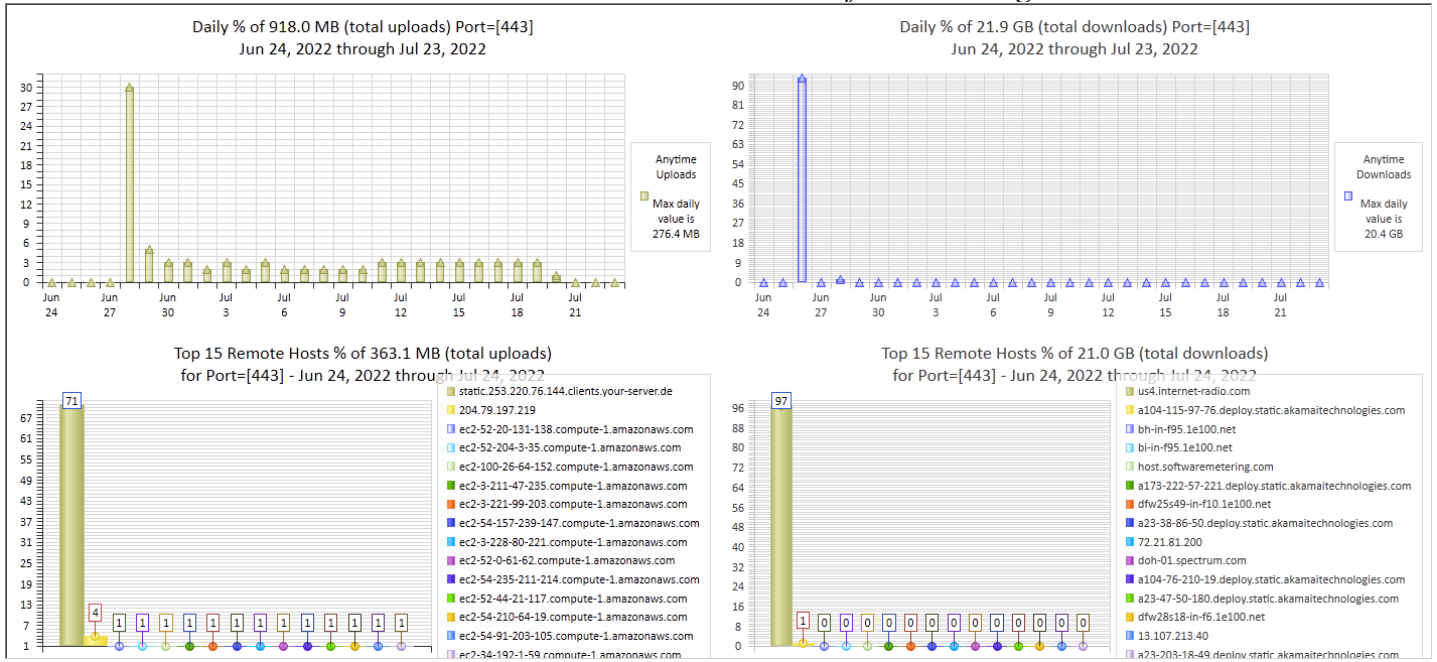 Daily % of 918.0 MB (total uploads) Port=[443]
Jun 24, 2022 through Jul 23, 2022
30
27
24
21
18
15
12
9
6
3
0
Jun Jun Jun Jul Jul Jul Jul Jul Jul Jul
24 27 30 3 6 9 12 15 18 21
Anytime
Uploads
Max daily
value is
276.4 MB
Daily % of 21.9 GB (total downloads) Port=[443]
Jun 24, 2022 through Jul 23, 2022
90
81
72
63
54
45
36
27
18
9
0
Jun Jun Jun Jul Jul Jul Jul Jul Jul Jul
24 27 30 3 6 9 12 15 18 21
Anytime
Downloads
Max daily
value is
20.4 GB
Top 15 Remote Hosts % of 363.1 MB (total uploads)
for Port=[443] - Jun 24, 2022 through Jul 24, 2022
67
61
55
49
43
37
31
25
19
13
7
1
71 4 1 1 1 1 1 1 1 1 1 1 1 1 1
static.253.220.76.144.clients.your-server.de
204.79.197.219
ec2-52-20-131-138.compute-1.amazonaws.com
ec2-52-204-3-35.compute-1.amazonaws.com
ec2-100-26-64-152.compute-1.amazonaws.com
ec2-3-211-47-235.compute-1.amazonaws.com
ec2-3-221-99-203.compute-1.amazonaws.com
ec2-54-157-239-147.compute-1.amazonaws.com
ec2-3-228-80-221.compute-1.amazonaws.com
ec2-52-0-61-62.compute-1.amazonaws.com
ec2-54-235-211-214.compute-1.amazonaws.com
ec2-52-44-21-117.compute-1.amazonaws.com
ec2-54-210-64-19.compute-1.amazonaws.com
ec2-54-91-203-105.compute-1.amazonaws.com
ec2-34-192-1-59.compute-1.amazonaws.com
Top 15 Remote Hosts % of 21.0 GB (total downloads)
for Port=[443] - Jun 24, 2022 through Jul 24, 2022
96
88
80
72
64
56
48
40
32
24
16
8
0
97 1 0 0 0 0 0 0 0 0 0 0 0 0 0
us4.internet-radio.com
a104-115-97-76.deploy.static.akamaitechnologies.com
bh-in-f95.1e100.net
bi-in-f95.1e100.net
host.softwaremetering.com
a173-222-57-221.deploy.static.akamaitechnologies.com
dfw25s49-in-f10.1e100.net
a23-38-86-50.deploy.static.akamaitechnologies.com
72.21.81.200
doh-01.spectrum.com
a104-76-210-19.deploy.static.akamaitechnologies.com
a23-47-50-180.deploy.static.akamaitechnologies.com
dfw28s18-in-f6.1e100.net
13.107.213.40
a23-203-18-49.deploy.static.akamaitechnologies.com